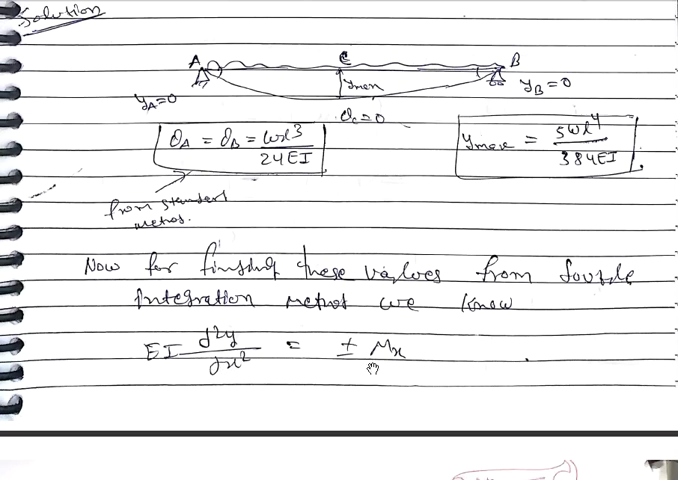 Solution
A C B
ymax
yA=0 yB=0
θc=0
θA = θB = wl³/24EI
ymax = 5wl⁴/384EI
from standard method.
Now for finding these values from double
integration method we know
EI d²y/dx² = ± Mx